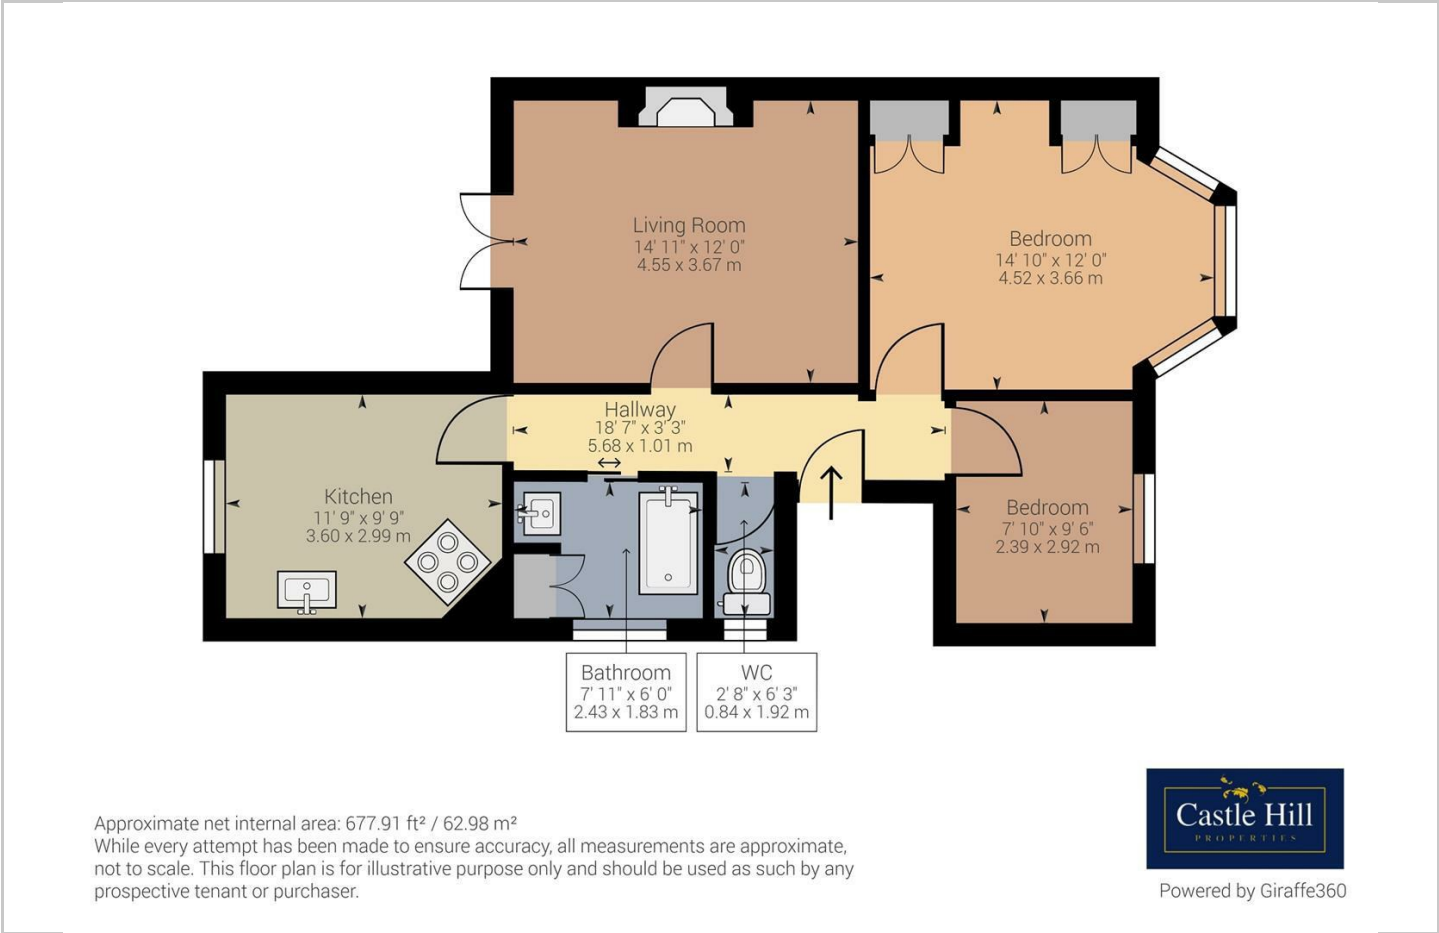 Living Room
14' 11" x 12' 0"
4.55 x 3.67 m
Bedroom
14' 10" x 12' 0"
4.52 x 3.66 m
Hallway
18' 7" x 3' 3"
5.68 x 1.01 m
Kitchen
11' 9" x 9' 9"
3.60 x 2.99 m
Bedroom
7' 10" x 9' 6"
2.39 x 2.92 m
Bathroom
7' 11" x 6' 0"
2.43 x 1.83 m
WC
2' 8" x 6' 3"
0.84 x 1.92 m
Approximate net internal area: 677.91 ft² / 62.98 m²
While every attempt has been made to ensure accuracy, all measurements are approximate,
not to scale. This floor plan is for illustrative purpose only and should be used as such by any
prospective tenant or purchaser.
Castle Hill
PROPERTIES
Powered by Giraffe360